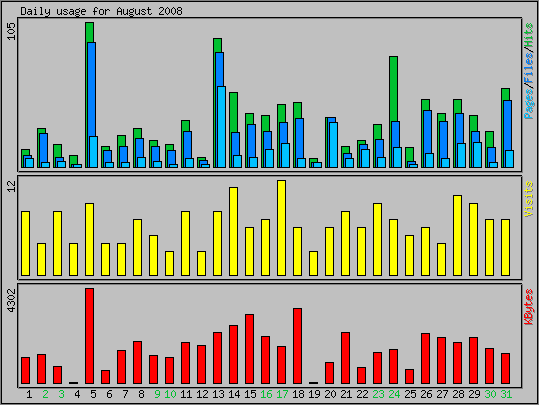 Daily usage for August 2008
105
Pages/Files/Hits
12
Visits
4302
KBytes
1 2 3 4 5 6 7 8 9 10 11 12 13 14 15 16 17 18 19 20 21 22 23 24 25 26 27 28 29 30 31